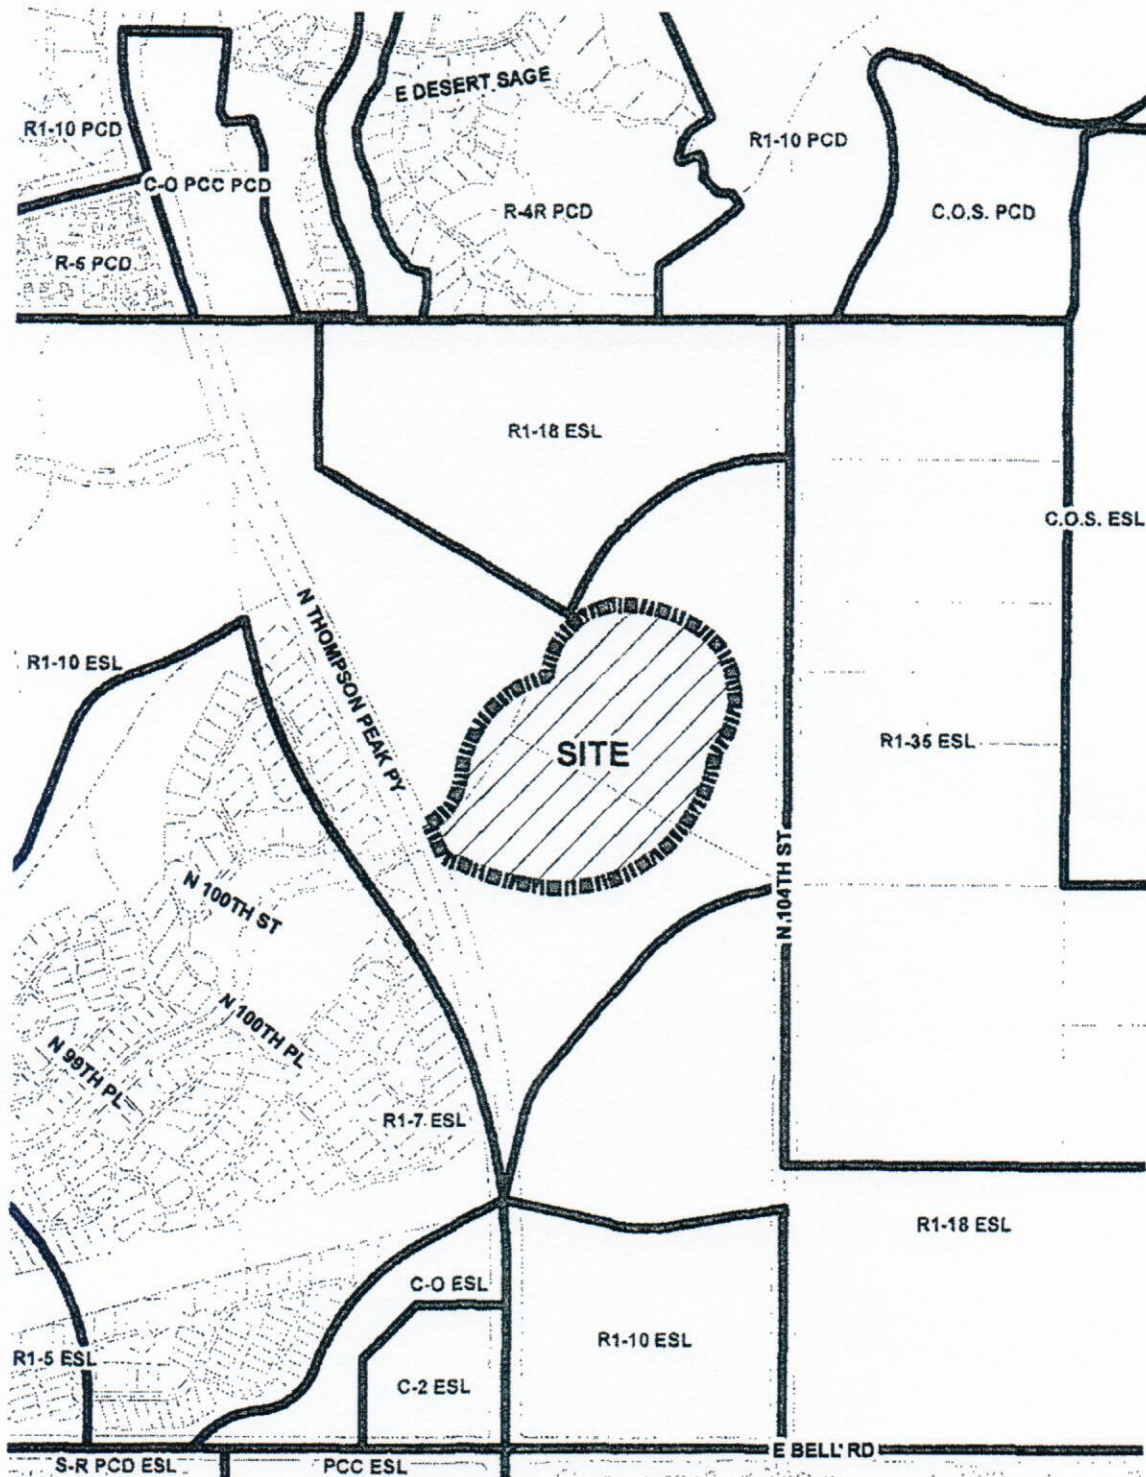 E DESERT SAGE
R1-10 PCD
R1-10 PCD
C-O PCC PCD
R-4R PCD
C.O.S. PCD
R-5 PCD
R1-18 ESL
C.O.S. ESL
N THOMPSON PEAK PY
R1-10 ESL
R1-35 ESL
SITE
N 104TH ST
N 100TH ST
N 100TH PL
N 99TH PL
R1-7 ESL
R1-18 ESL
C-O ESL
R1-10 ESL
R1-5 ESL
C-2 ESL
E BELL RD
S-R PCD ESL
PCC ESL